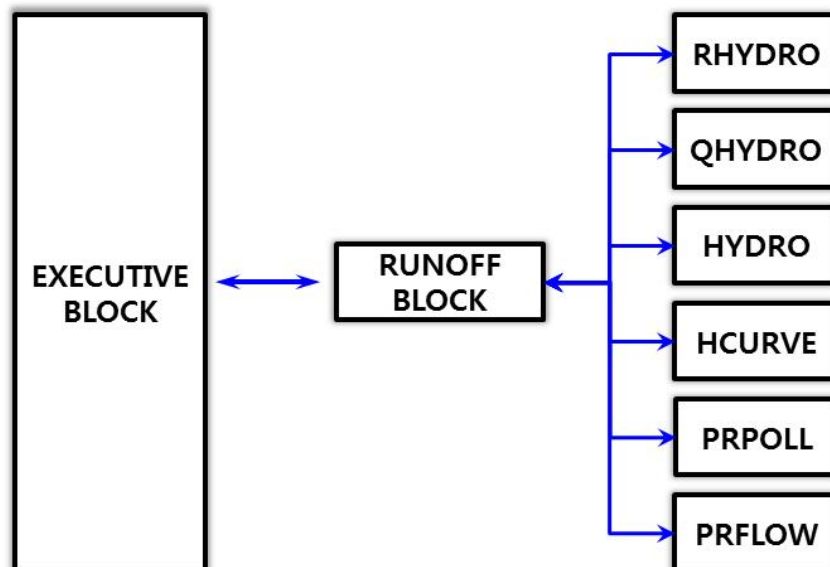 EXECUTIVE
BLOCK
RUNOFF
BLOCK
RHYDRO
QHYDRO
HYDRO
HCURVE
PRPOLL
PRFLOW